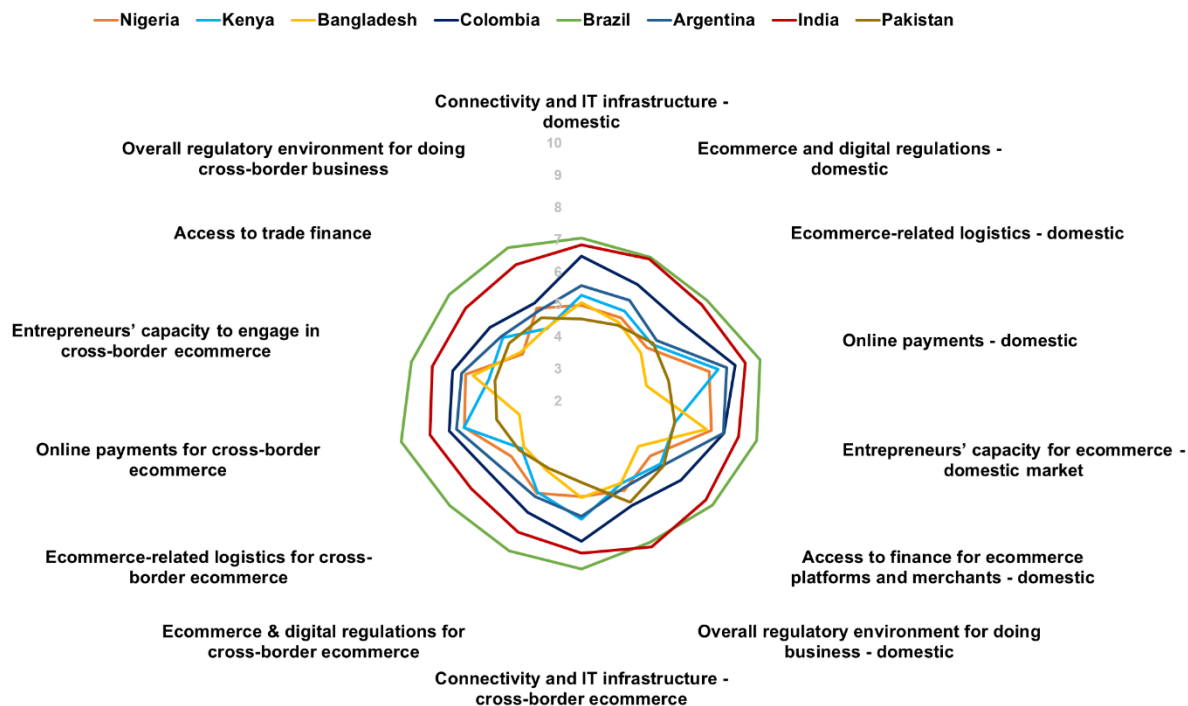 Nigeria Kenya Bangladesh Colombia Brazil Argentina India Pakistan
Connectivity and IT infrastructure -
domestic
Ecommerce and digital regulations -
domestic
Ecommerce-related logistics - domestic
Online payments - domestic
Entrepreneurs’ capacity for ecommerce -
domestic market
Access to finance for ecommerce
platforms and merchants - domestic
Overall regulatory environment for doing
business - domestic
Connectivity and IT infrastructure -
cross-border ecommerce
Ecommerce & digital regulations for
cross-border ecommerce
Ecommerce-related logistics for cross-
border ecommerce
Online payments for cross-border
ecommerce
Entrepreneurs’ capacity to engage in
cross-border ecommerce
Access to trade finance
Overall regulatory environment for doing
cross-border business
10
9
8
7
6
5
4
3
2